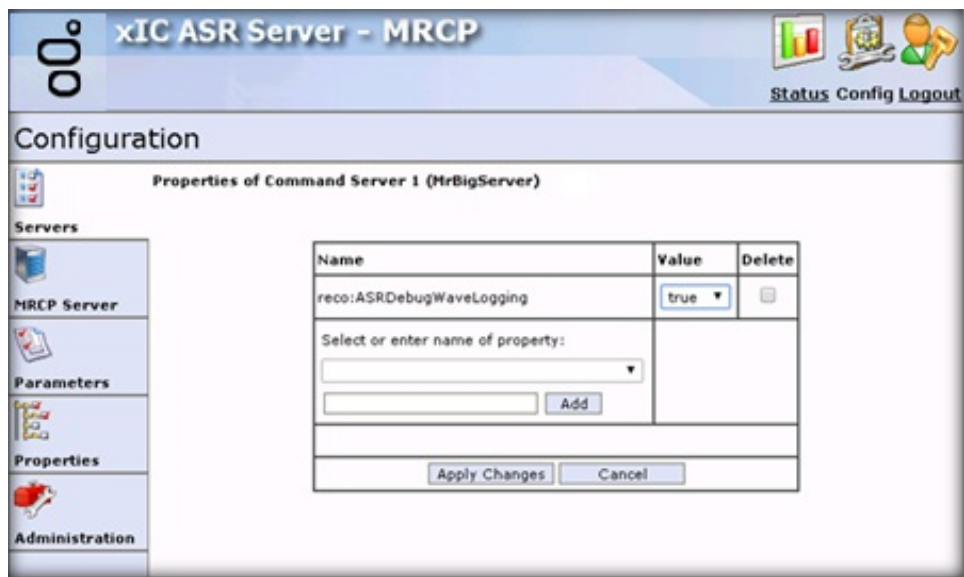 xIC ASR Server - MRCP
Status Config Logout
Configuration
Properties of Command Server 1 (MrBigServer)
Servers
MRCP Server
Parameters
Properties
Administration
Name Value Delete
reco:ASRDebugWaveLogging true
Select or enter name of property:
Add
Apply Changes Cancel